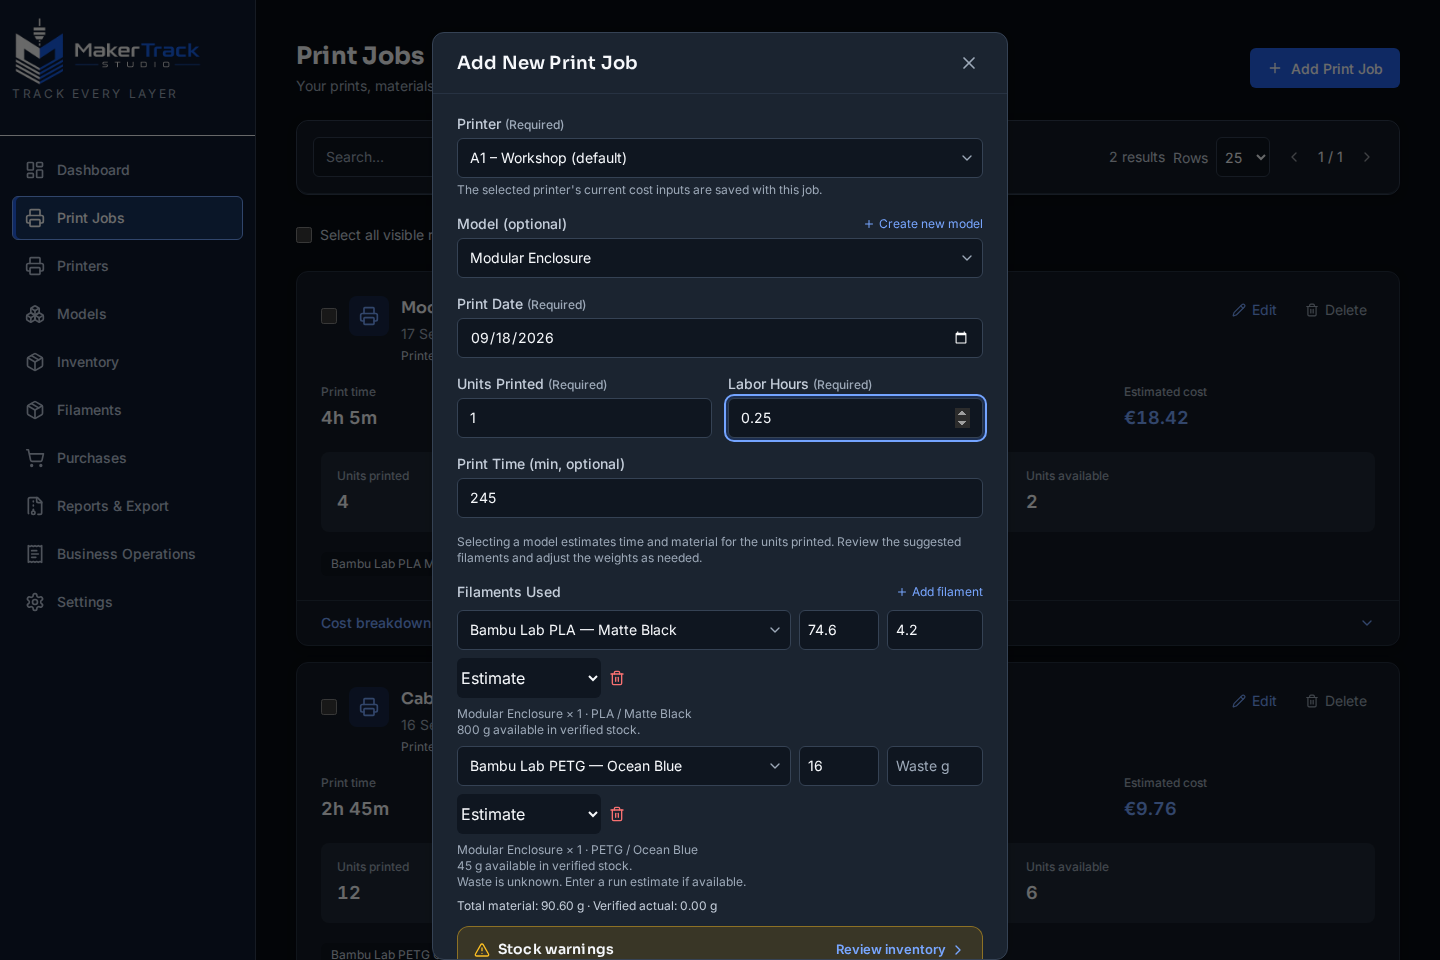 MakerTrack
STUDIO
TRACK EVERY LAYER
Dashboard
Print Jobs
Printers
Models
Inventory
Filaments
Purchases
Reports & Export
Business Operations
Settings
Print Jobs
Your prints, materials
Add Print Job
Search...
2 results
Rows
25
1 / 1
Select all visible
Edit
Delete
17
Print time
4h 5m
Estimated cost
€18.42
Units printed
4
Units available
2
Bambu Lab PLA
Cost breakdown
Edit
Delete
16
Print time
2h 45m
Estimated cost
€9.76
Units printed
12
Units available
6
Bambu Lab PETG
Add New Print Job
Printer (Required)
A1 – Workshop (default)
The selected printer's current cost inputs are saved with this job.
Model (optional)
Create new model
Modular Enclosure
Print Date (Required)
09/18/2026
Units Printed (Required)
Labor Hours (Required)
1
0.25
Print Time (min, optional)
245
Selecting a model estimates time and material for the units printed. Review the suggested
filaments and adjust the weights as needed.
Filaments Used
Add filament
Bambu Lab PLA — Matte Black
74.6
4.2
Estimate
Modular Enclosure × 1 · PLA / Matte Black
800 g available in verified stock.
Bambu Lab PETG — Ocean Blue
16
Waste g
Estimate
Modular Enclosure × 1 · PETG / Ocean Blue
45 g available in verified stock.
Waste is unknown. Enter a run estimate if available.
Total material: 90.60 g · Verified actual: 0.00 g
Stock warnings
Review inventory